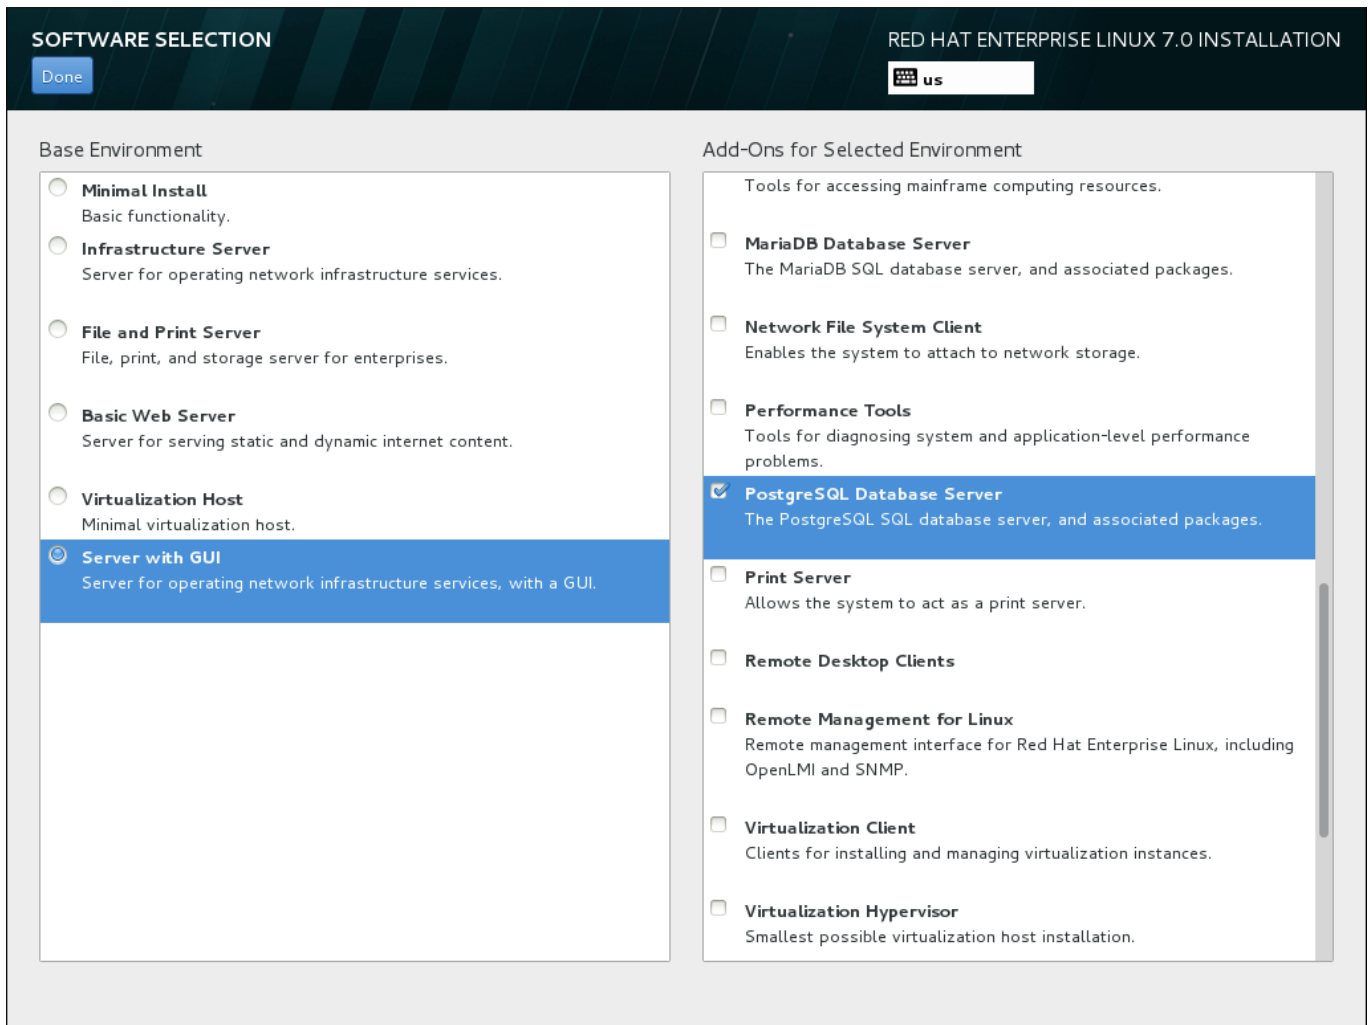 SOFTWARE SELECTION
Done
RED HAT ENTERPRISE LINUX 7.0 INSTALLATION
us
Base Environment
Minimal Install
Basic functionality.
Infrastructure Server
Server for operating network infrastructure services.
File and Print Server
File, print, and storage server for enterprises.
Basic Web Server
Server for serving static and dynamic internet content.
Virtualization Host
Minimal virtualization host.
Server with GUI
Server for operating network infrastructure services, with a GUI.
Add-Ons for Selected Environment
Tools for accessing mainframe computing resources.
MariaDB Database Server
The MariaDB SQL database server, and associated packages.
Network File System Client
Enables the system to attach to network storage.
Performance Tools
Tools for diagnosing system and application-level performance
problems.
PostgreSQL Database Server
The PostgreSQL SQL database server, and associated packages.
Print Server
Allows the system to act as a print server.
Remote Desktop Clients
Remote Management for Linux
Remote management interface for Red Hat Enterprise Linux, including
OpenLMI and SNMP.
Virtualization Client
Clients for installing and managing virtualization instances.
Virtualization Hypervisor
Smallest possible virtualization host installation.